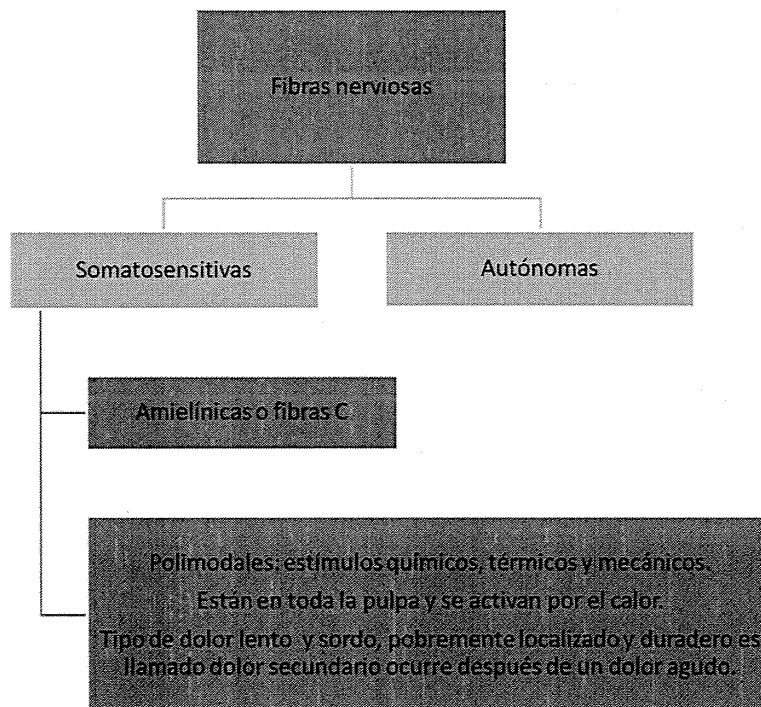 Fibras nerviosas
Somatosensitivas
Autónomas
Amielínicas o fibras C
Polimodales: estímulos químicos, térmicos y mecánicos.
Están en toda la pulpa y se activan por el calor.
Tipo de dolor lento y sordo, pobremente localizado y duradero es
llamado dolor secundario ocurre después de un dolor agudo.